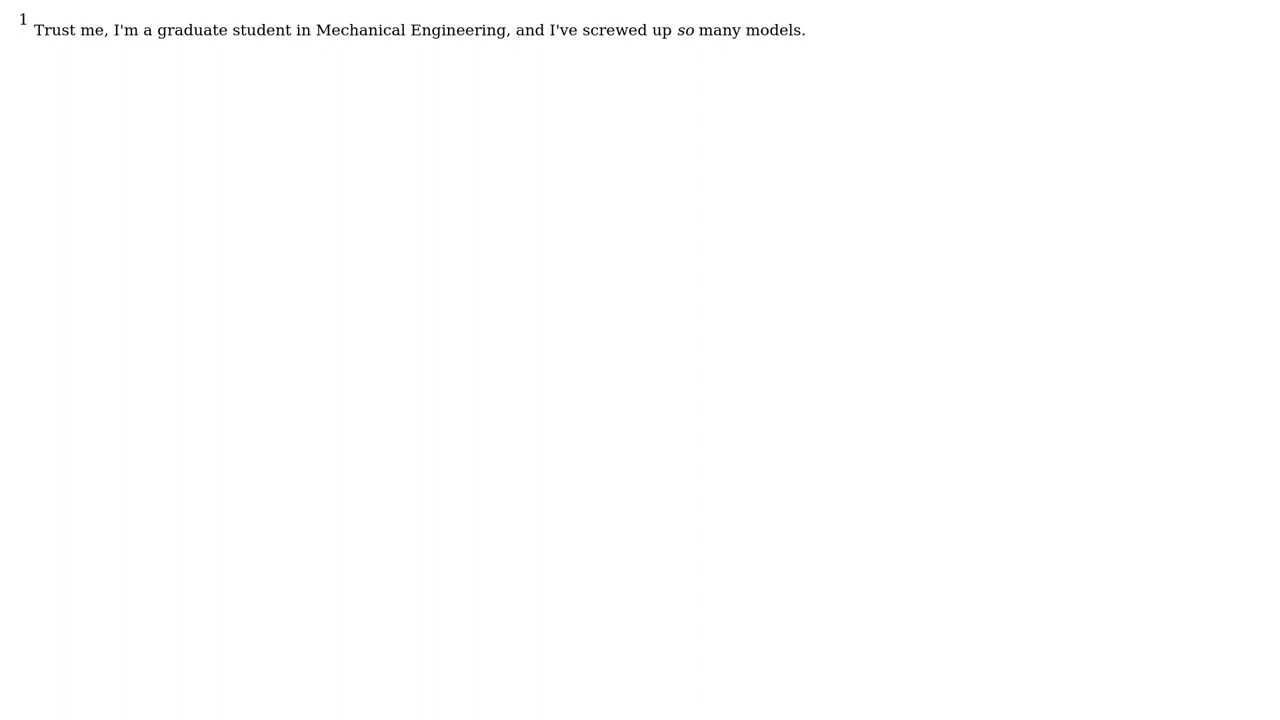 1 Trust me, I'm a graduate student in Mechanical Engineering, and I've screwed up so many models.